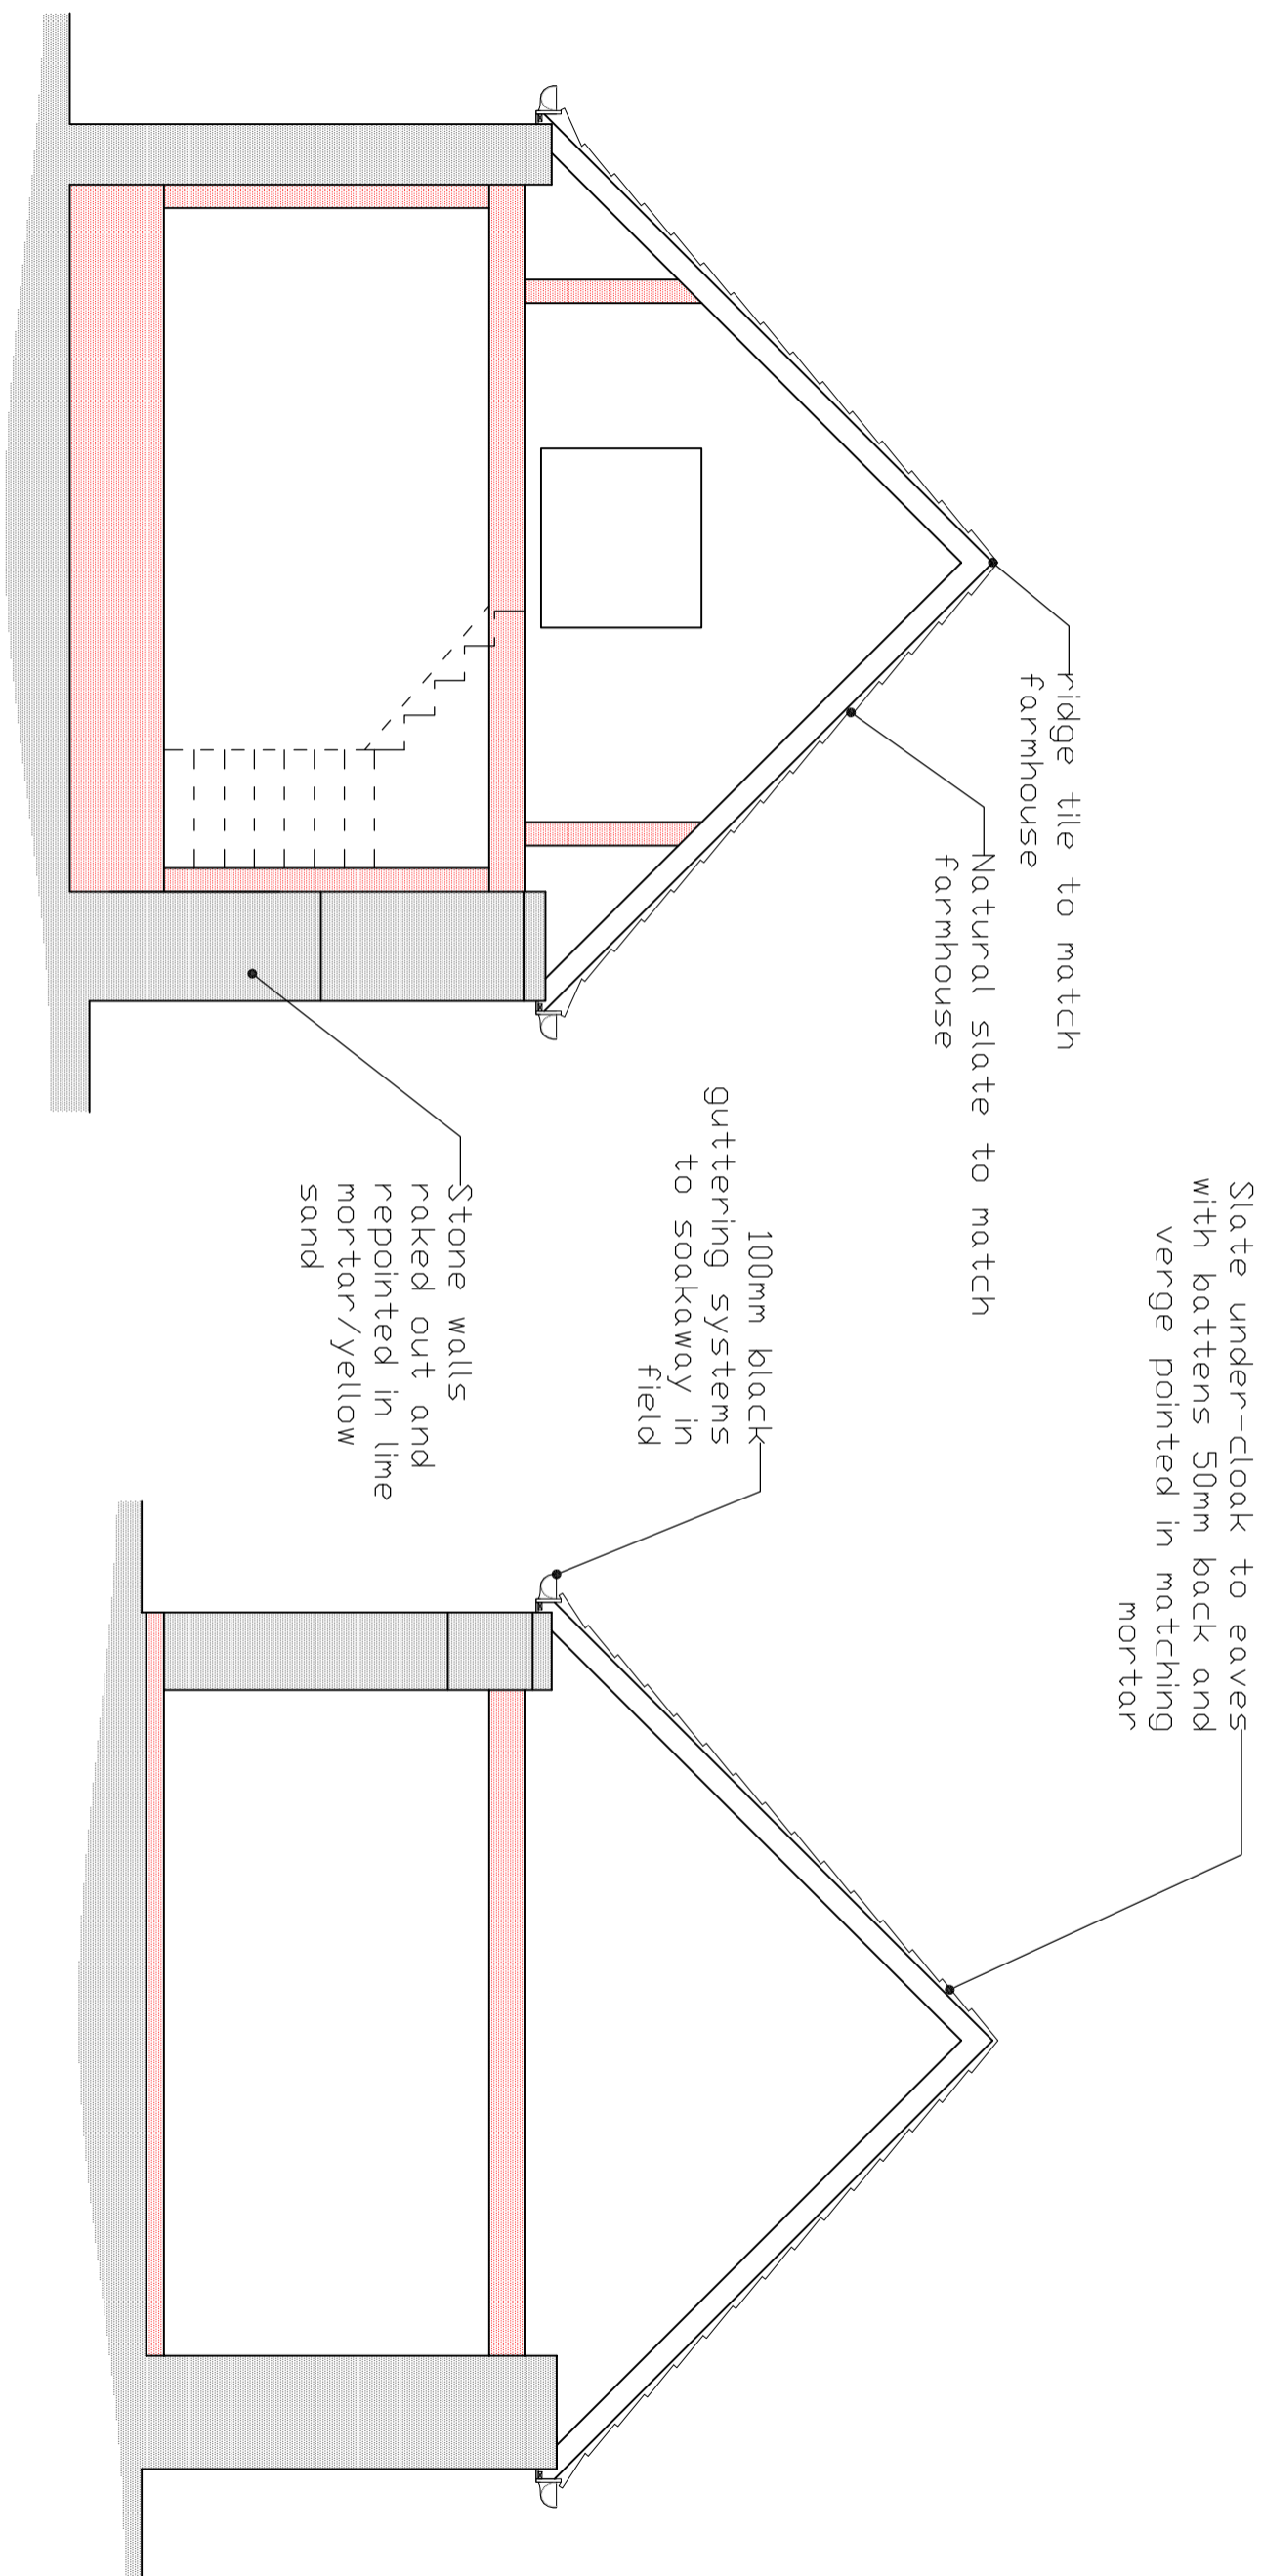 ridge tile to match
farmhouse
Natural slate to match
farmhouse
Slate under-cloak to eaves
with battens 50mm back and
verge pointed in matching
mortar
100mm black
guttering systems
to soakaway in
field
Stone walls
raked out and
repointed in lime
mortar/yellow
sand